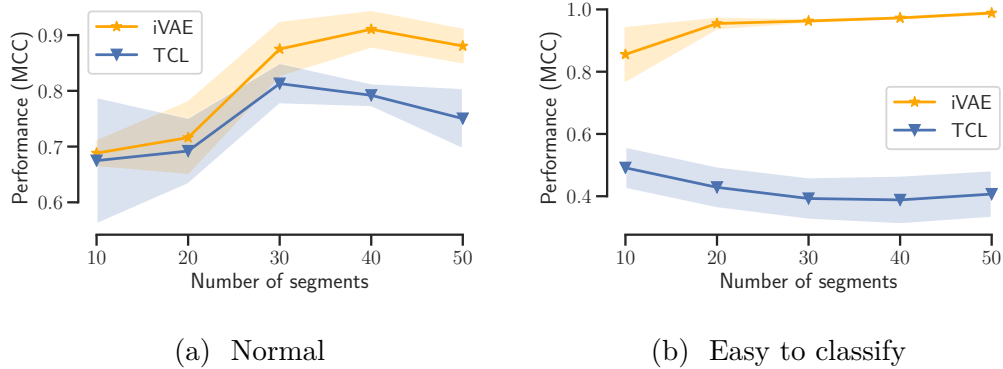 Performance (MCC)
0.9
0.8
0.7
0.6
iVAE
TCL
10 20 30 40 50
Number of segments
(a) Normal
Performance (MCC)
1.0
0.8
0.6
0.4
iVAE
TCL
10 20 30 40 50
Number of segments
(b) Easy to classify